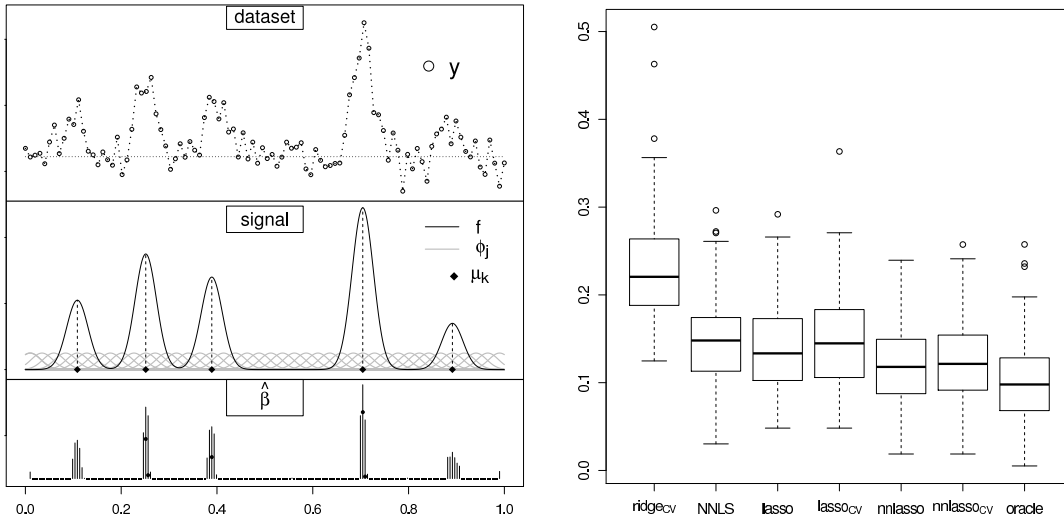 dataset
y
signal
f
ϕj
μk
β̂
0.0 0.2 0.4 0.6 0.8 1.0
0.5
0.4
0.3
0.2
0.1
0.0
ridgeCV NNLS lasso lassoCV nnlasso nnlassoCV oracle